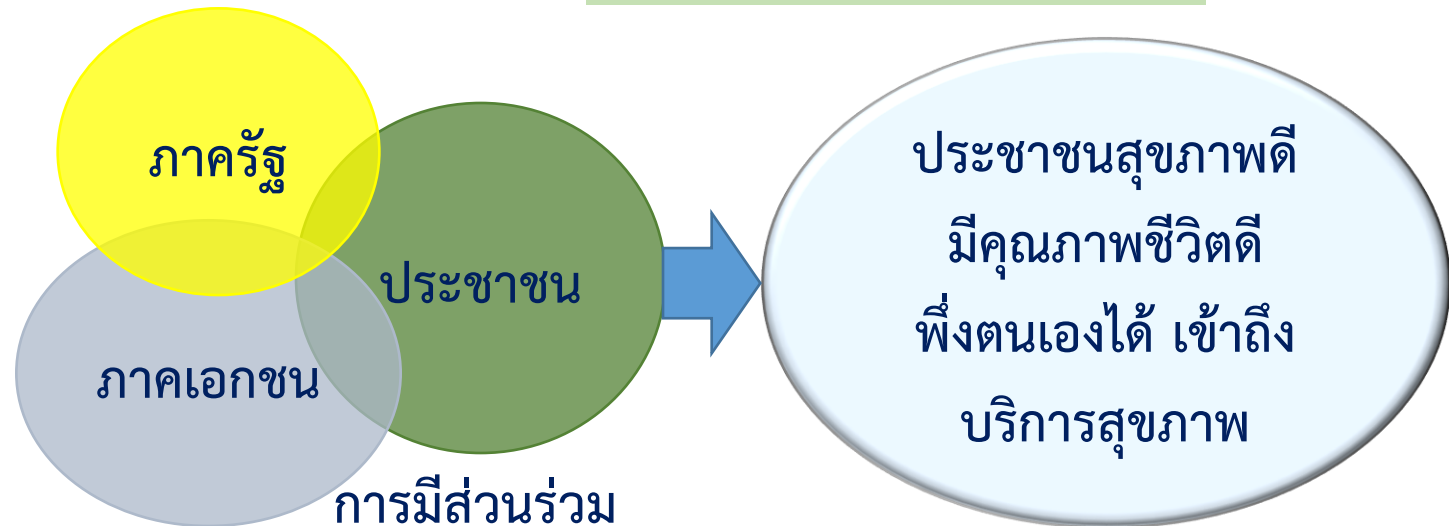 ภาครัฐ
ประชาชน
ภาคเอกชน
การมีส่วนร่วม
ประชาชนสุขภาพดี
มีคุณภาพชีวิตดี
พึ่งตนเองได้ เข้าถึง
บริการสุขภาพ